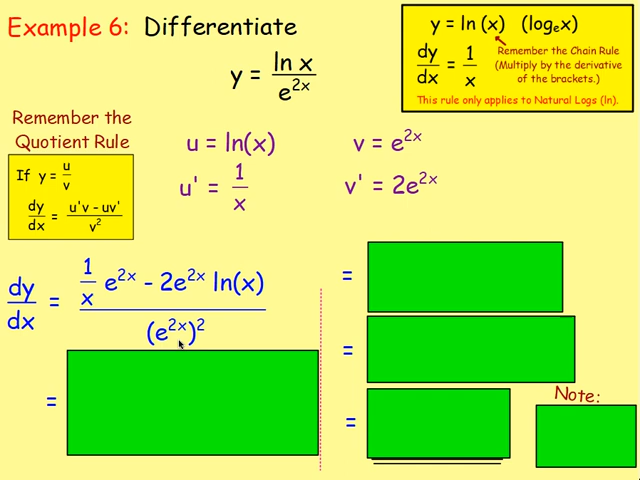 Example 6: Differentiate
y = ln x / e^2x
y = ln (x) (logₑx)
dy/dx = 1/x
Remember the Chain Rule
(Multiply by the derivative
of the brackets.)
This rule only applies to Natural Logs (ln).
Remember the
Quotient Rule
If y = u/v
dy/dx = u'v - uv' / v²
u = ln(x)
v = e^2x
u' = 1/x
v' = 2e^2x
dy/dx = 1/x e^2x - 2e^2x ln(x) / (e^2x)²
=
=
=
=
Note: